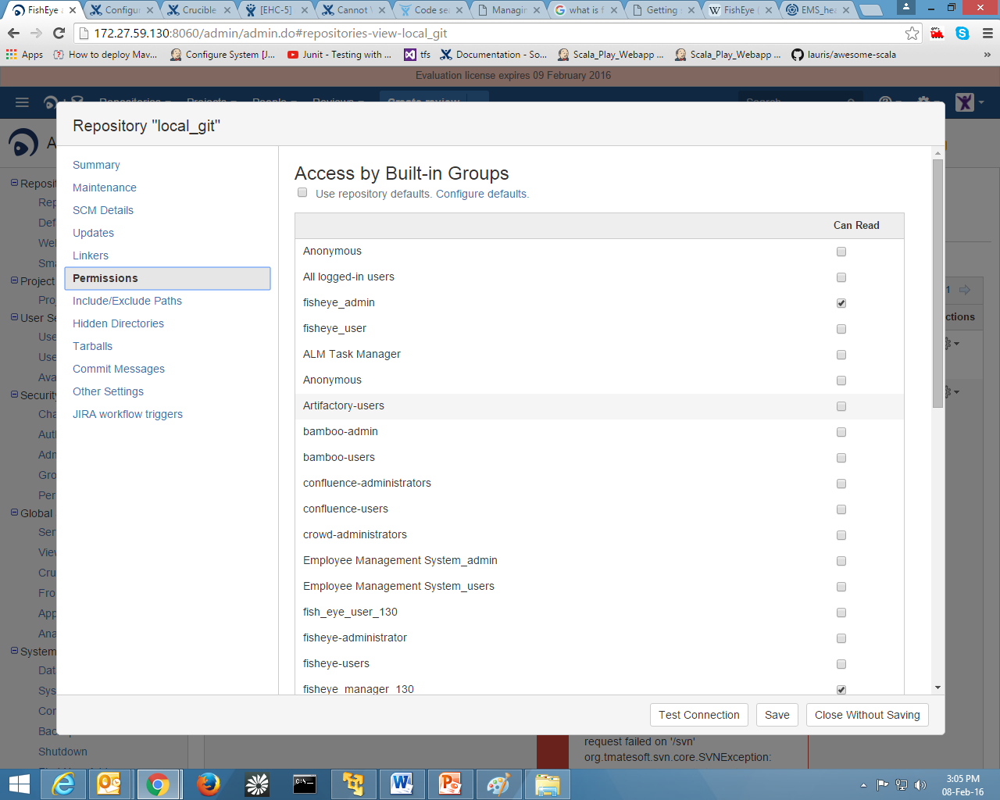 FishEye a
Configur
Crucible
[EHC-5]
Cannot \
Code sea
Managin
what is f
Getting
FishEye (
EMS_hea
172.27.59.130:8060/admin/admin.do#repositories-view-local_git
Apps
How to deploy Mav...
Configure System [J...
Junit - Testing with ...
tfs
Documentation - So...
Scala_Play_Webapp ...
Scala_Play_Webapp ...
lauris/awesome-scala
»
Evaluation license expires 09 February 2016
Repository "local_git"
Summary
Maintenance
SCM Details
Updates
Linkers
Permissions
Include/Exclude Paths
Hidden Directories
Tarballs
Commit Messages
Other Settings
JIRA workflow triggers
Access by Built-in Groups
Use repository defaults. Configure defaults.
Can Read
Anonymous
All logged-in users
fisheye_admin
fisheye_user
ALM Task Manager
Anonymous
Artifactory-users
bamboo-admin
bamboo-users
confluence-administrators
confluence-users
crowd-administrators
Employee Management System_admin
Employee Management System_users
fish_eye_user_130
fisheye-administrator
fisheye-users
fisheye_manager_130
Test Connection
Save
Close Without Saving
A
Reposit
Rep
Def
Wel
Sma
Project
Proj
User Se
Use
Use
Ava
Security
Cha
Aut
Adn
Gro
Per
Global
Ser
View
Cru
Fro
App
Ana
System
Dat
Sys
Con
Back
Shutdown
1
ctions
request failed on '/svn'
org.tmatesoft.svn.core.SVNException:
3:05 PM
08-Feb-16